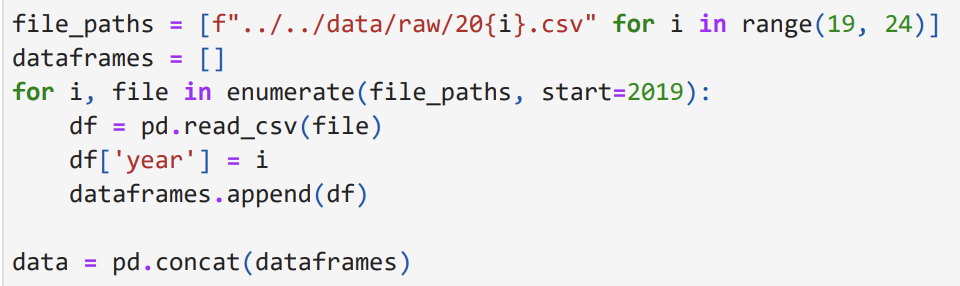 file_paths = [f"../../data/raw/20{i}.csv" for i in range(19, 24)]
dataframes = []
for i, file in enumerate(file_paths, start=2019):
    df = pd.read_csv(file)
    df['year'] = i
    dataframes.append(df)

data = pd.concat(dataframes)